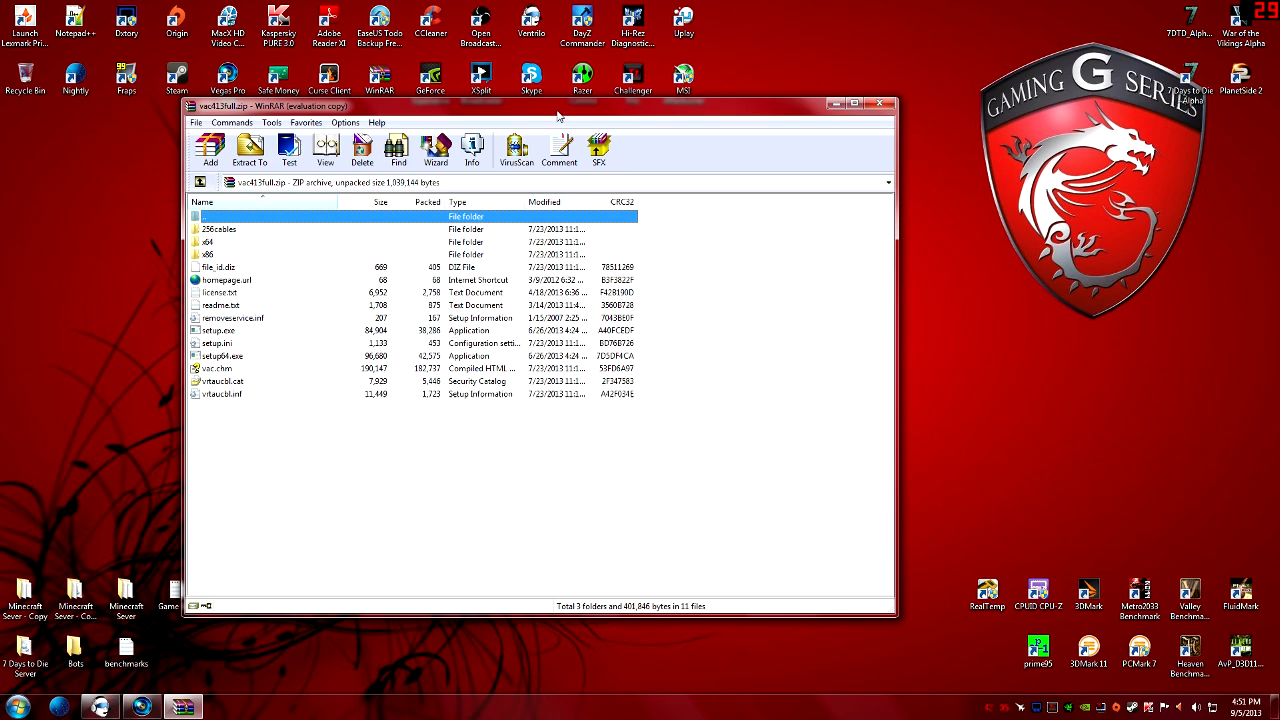 29
Launch Lexmark Pri...
Notepad++
Dxtory
Origin
MacX HD Video C...
Kaspersky PURE 3.0
Adobe Reader XI
EaseUS Todo Backup Fre...
CCleaner
Open Broadcast...
Ventrilo
DayZ Commander
Hi-Rez Diagnostic...
Uplay
7DTD_Alpha...
War of the Vikings Alpha
Recycle Bin
Nightly
Fraps
Steam
Vegas Pro
Safe Money
Curse Client
WinRAR
GeForce
XSplit
Skype
Razer
Challenger
MSI
7 Days to Die Alpha
PlanetSide 2
GAMING G SERIES
vac413full.zip - WinRAR (evaluation copy)
File Commands Tools Favorites Options Help
Add Extract To Test View Delete Find Wizard Info VirusScan Comment SFX
vac413full.zip - ZIP archive, unpacked size 1,039,144 bytes
Name Size Packed Type Modified CRC32
.. File folder
256cables File folder 7/23/2013 11:1...
x64 File folder 7/23/2013 11:1...
x86 File folder 7/23/2013 11:1...
file_id.diz 669 405 DIZ File 7/23/2013 11:1... 78511269
homepage.url 68 68 Internet Shortcut 3/9/2012 6:32 ... B3F3822F
license.txt 6,952 2,758 Text Document 4/18/2013 6:36 ... F42B190D
readme.txt 1,708 875 Text Document 3/14/2013 11:4... 3560B728
removeservice.inf 207 167 Setup Information 1/15/2007 2:25 ... 7043BE0F
setup.exe 84,904 38,286 Application 6/26/2013 4:24 ... A40FCEDF
setup.ini 1,133 453 Configuration setti... 7/23/2013 11:1... BD76B726
setup64.exe 96,680 42,575 Application 6/26/2013 4:24 ... 7D5DF4CA
vac.chm 190,147 182,737 Compiled HTML ... 7/23/2013 11:1... 53FD6A97
vrtaucbl.cat 7,929 5,446 Security Catalog 7/23/2013 11:1... 2F347583
vrtaucbl.inf 11,449 1,723 Setup Information 7/23/2013 11:1... A42F034E
Total 3 folders and 401,846 bytes in 11 files
Minecraft Sever - Copy
Minecraft Sever - Co...
Minecraft Sever
Game
RealTemp
CPUID CPU-Z
3DMark
Metro2033 Benchmark
Valley Benchma...
FluidMark
7 Days to Die Server
Bots
benchmarks
prime95
3DMark 11
PCMark 7
Heaven Benchma...
AvP_D3D11...
4:51 PM
9/5/2013